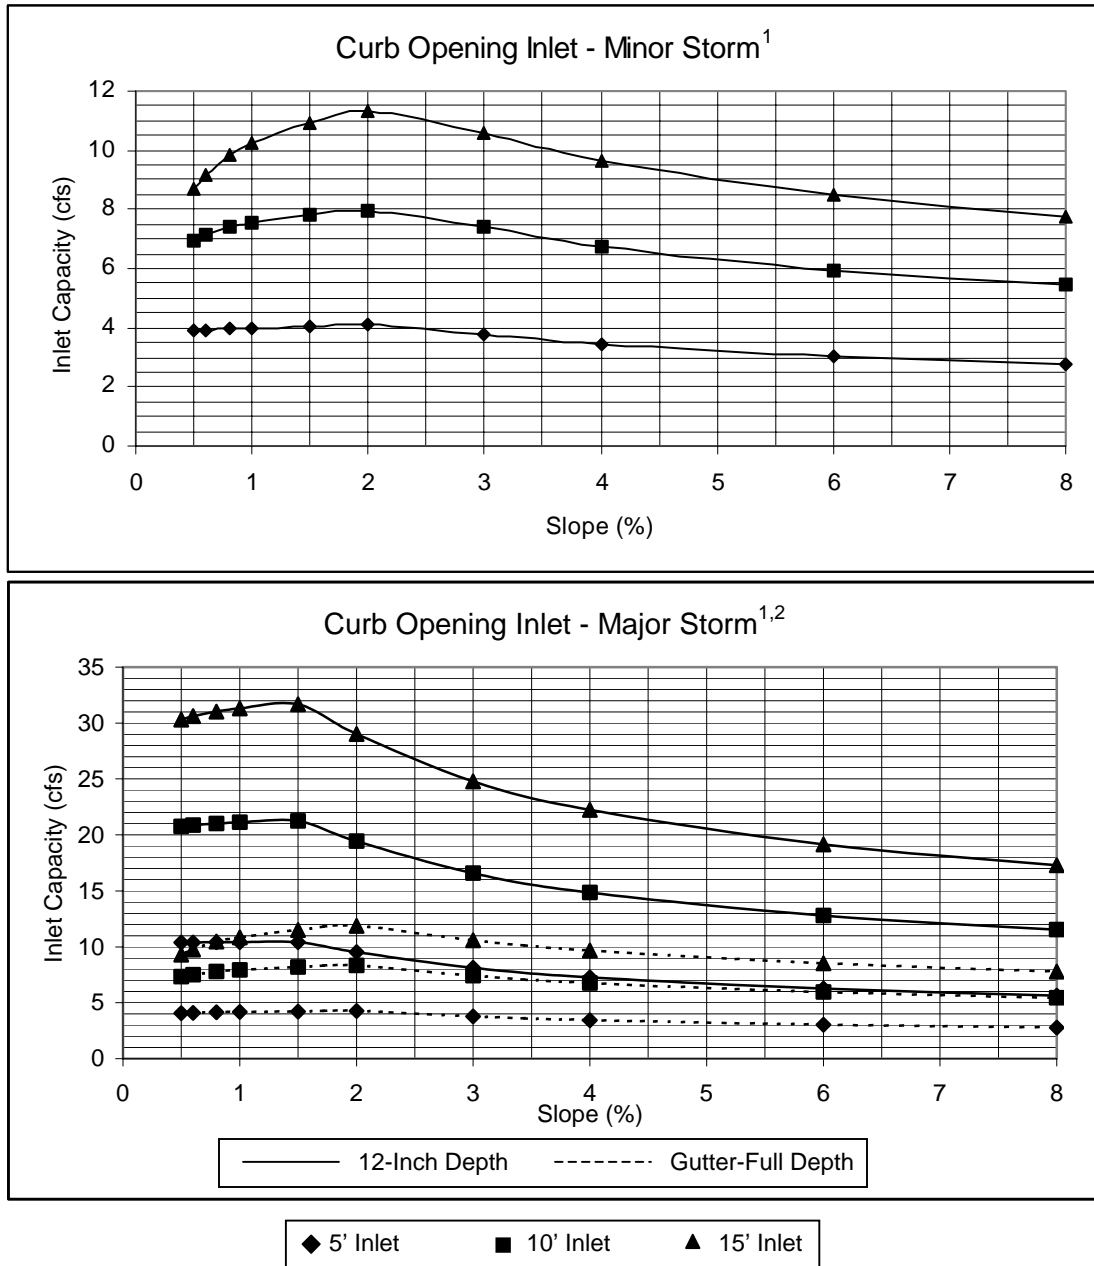 Curb Opening Inlet - Minor Storm¹
12
10
8
6
4
2
0
Inlet Capacity (cfs)
0 1 2 3 4 5 6 7 8
Slope (%)
Curb Opening Inlet - Major Storm¹,²
35
30
25
20
15
10
5
0
Inlet Capacity (cfs)
0 1 2 3 4 5 6 7 8
Slope (%)
12-Inch Depth Gutter-Full Depth
5' Inlet 10' Inlet 15' Inlet